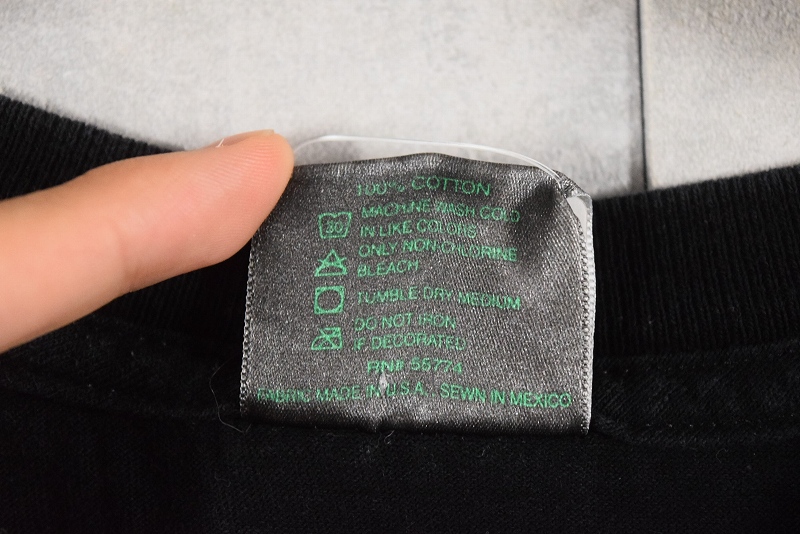 100% COTTON
MACHINE WASH COLD
IN LIKE COLORS
30
ONLY NON-CHLORINE
BLEACH
TUMBLE DRY MEDIUM
DO NOT IRON
IF DECORATED
RN# 55774
FABRIC MADE IN U.S.A. SEWN IN MEXICO